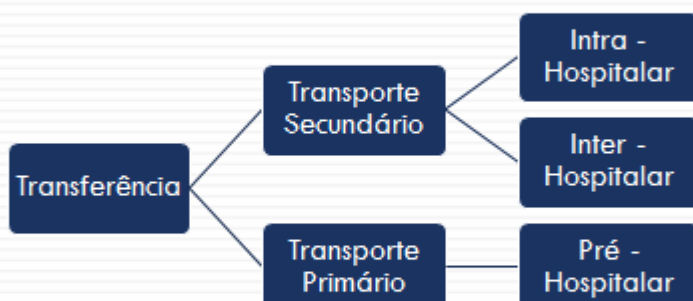 Transferência
Transporte
Secundário
Intra -
Hospitalar
Inter -
Hospitalar
Transporte
Primário
Pré -
Hospitalar